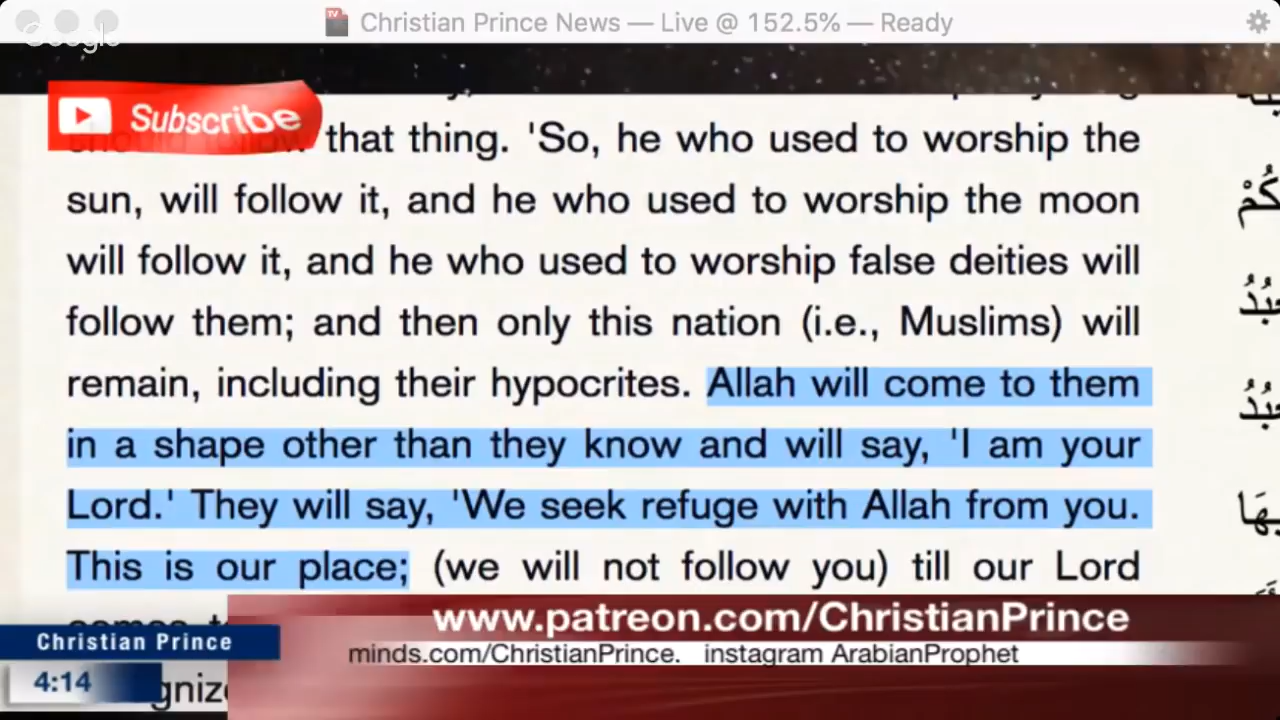 Christian Prince News — Live @ 152.5% — Ready
Google
Subscribe
that thing. 'So, he who used to worship the
sun, will follow it, and he who used to worship the moon
will follow it, and he who used to worship false deities will
follow them; and then only this nation (i.e., Muslims) will
remain, including their hypocrites. Allah will come to them
in a shape other than they know and will say, 'I am your
Lord.' They will say, 'We seek refuge with Allah from you.
This is our place; (we will not follow you) till our Lord
www.patreon.com/ChristianPrince
Christian Prince
minds.com/ChristianPrince. instagram ArabianProphet
4:14